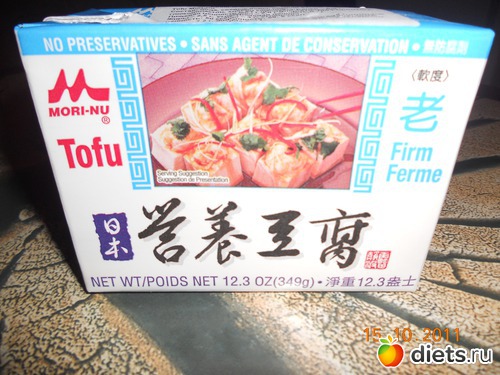 NO PRESERVATIVES • SANS AGENT DE CONSERVATION • 無防腐劑
MORI-NU®
Tofu
Serving Suggestion
Suggestion de Présentation
〈軟度〉
老
Firm
Ferme
日本
営養豆腐
NET WT/POIDS NET 12.3 OZ(349g) • 淨重12.3盎士
15.10.2011
diets.ru